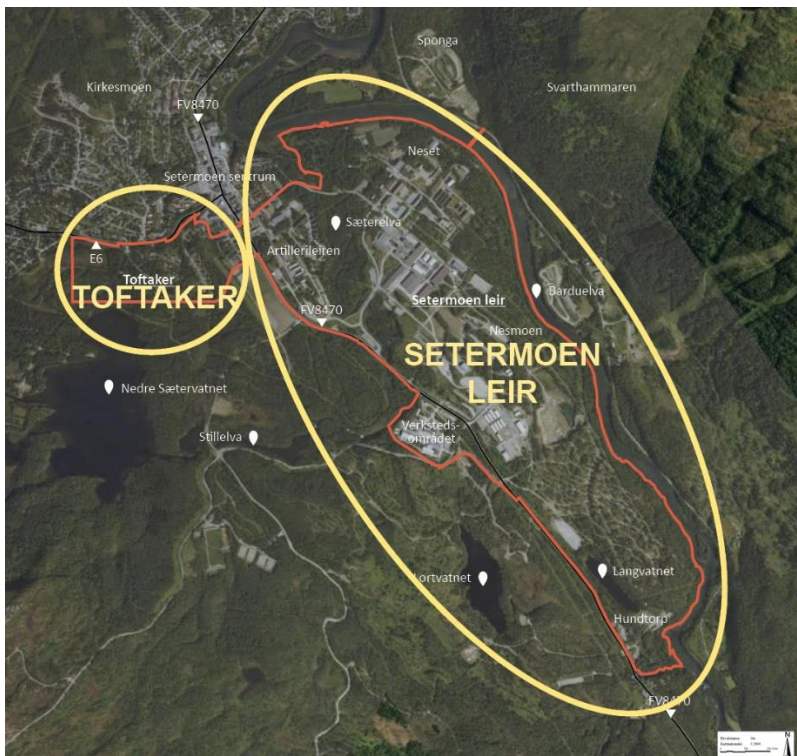 Sponga
Kirkesmoen
Svarthammaren
FV8470
Neset
Setermoen sentrum
Sæterelva
Artillerileiren
E6
Toftaker
TOFTAKER
Setermoen leir
Barduelva
FV8470
Nesmoen
SETERMOEN
LEIR
Nedre Sætervatnet
Verksteds-
området
Stillelva
Lortvatnet
Langvatnet
Hundtorp
FV8470
N